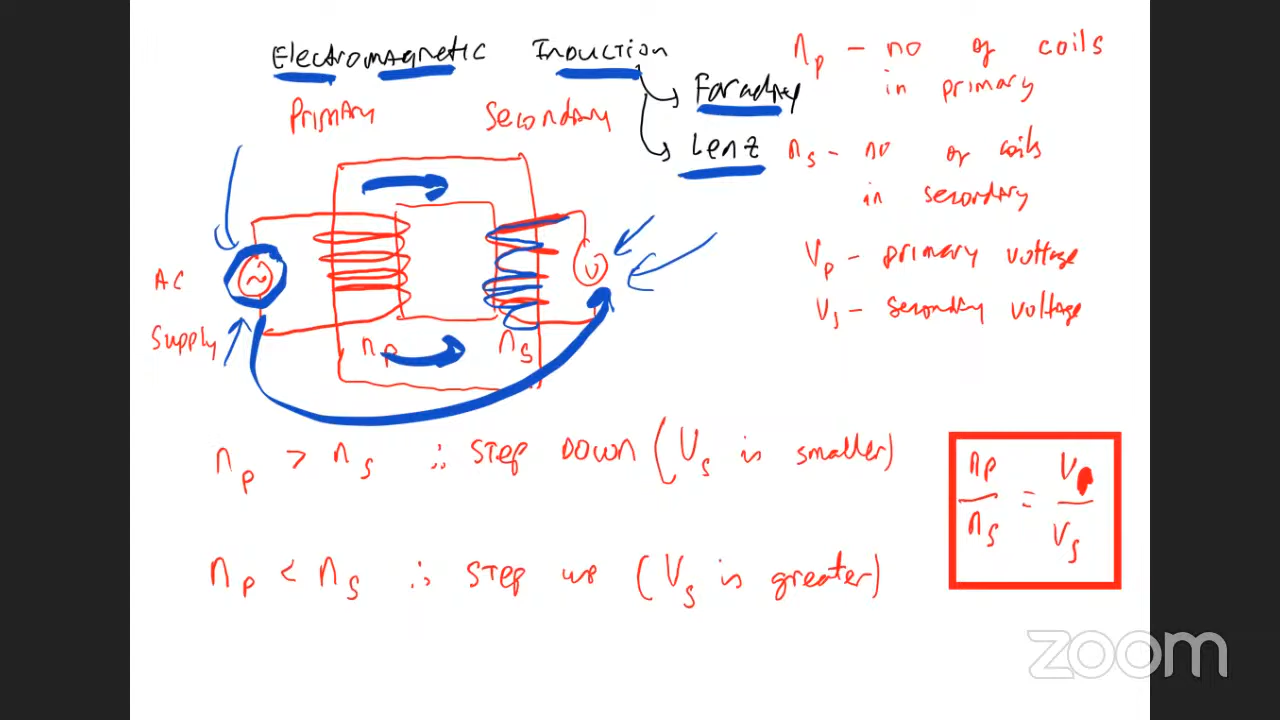 Electromagnetic Induction
Faraday
Lenz
Primary
Secondary
np - no of coils
in primary
ns - no of coils
in secondary
Vp - primary voltage
Vs - secondary voltage
AC
Supply
~
V
np
ns
np > ns ∴ STEP DOWN (Vs is smaller)
np < ns ∴ STEP up (Vs is greater)
np/ns = Vp/Vs
zoom